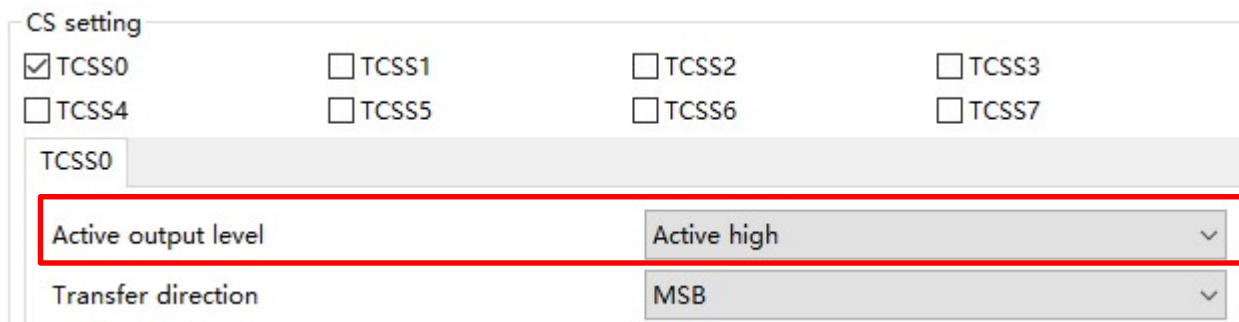 CS setting
TCSS0 TCSS1 TCSS2 TCSS3
TCSS4 TCSS5 TCSS6 TCSS7
TCSS0
Active output level Active high
Transfer direction MSB